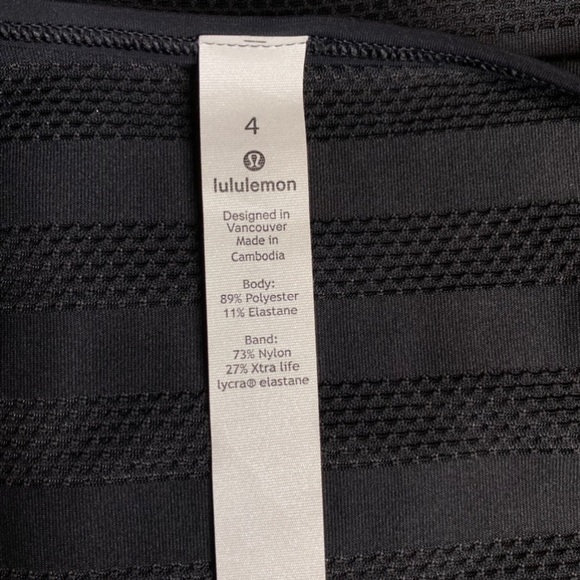 4
lululemon
Designed in
Vancouver
Made in
Cambodia
Body:
89% Polyester
11% Elastane
Band:
73% Nylon
27% Xtra life
lycra® elastane